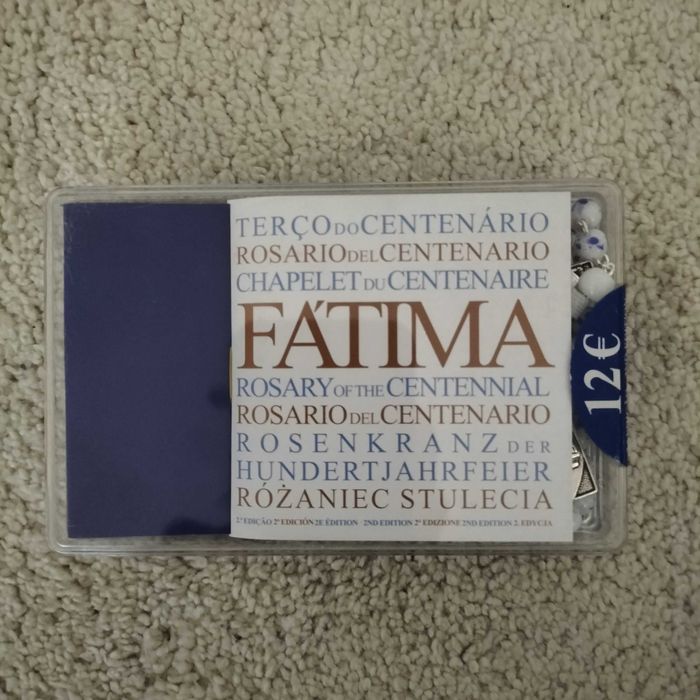 TERÇO DO CENTENÁRIO
ROSARIO DEL CENTENARIO
CHAPELET DU CENTENAIRE
FÁTIMA
ROSARY OF THE CENTENNIAL
ROSARIO DEL CENTENARIO
ROSENKRANZ DER
HUNDERTJAHRFEIER
RÓŻANIEC STULECIA
2.ª EDIÇÃO 2ª EDICIÓN 2E ÉDITION - 2ND EDITION 2ª EDIZIONE 2ND EDITION 2. EDYCJA
12€